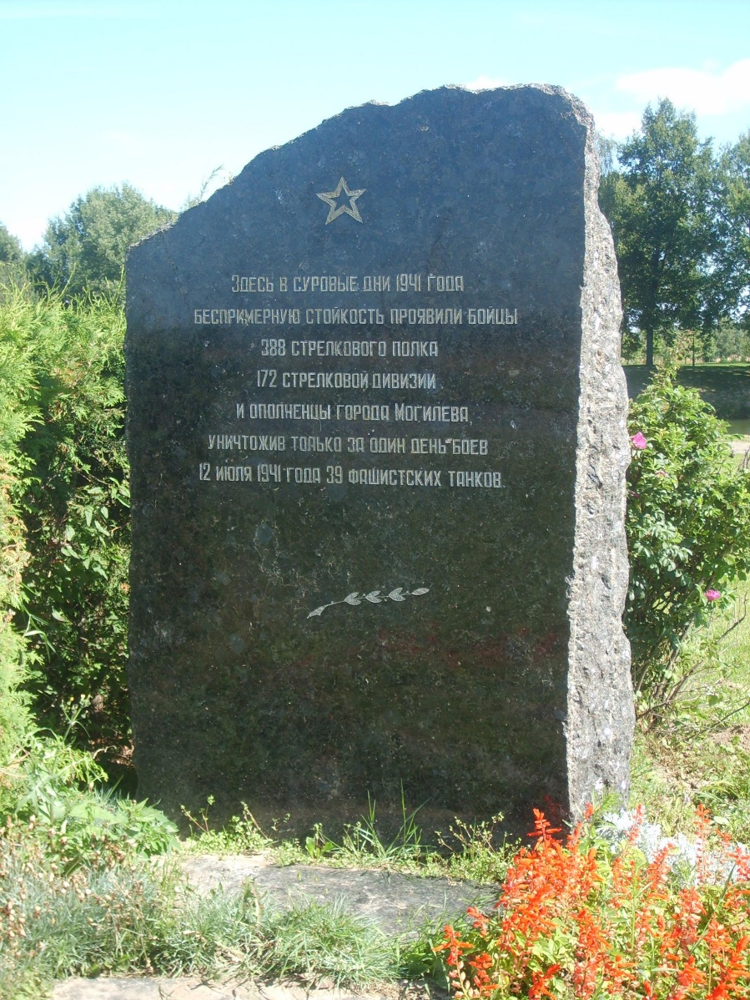 Здесь в суровые дни 1941 года
беспримерную стойкость проявили бойцы
388 стрелкового полка
172 стрелковой дивизии
и ополченцы города Могилева,
уничтожив только за один день боев
12 июля 1941 года 39 фашистских танков.